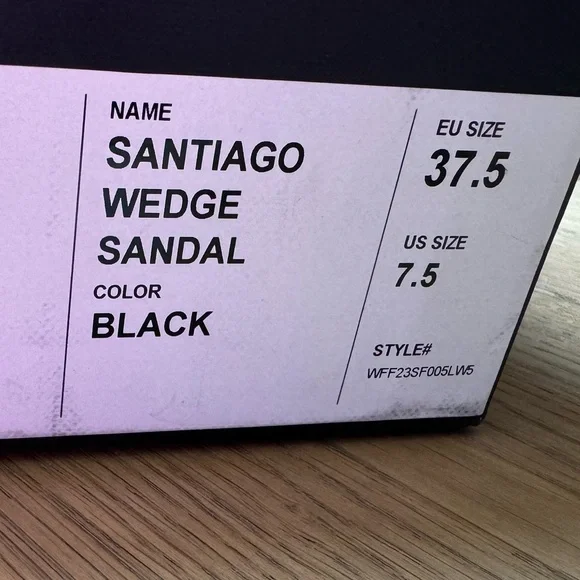 NAME
SANTIAGO
WEDGE
SANDAL
COLOR
BLACK
EU SIZE
37.5
US SIZE
7.5
STYLE#
WFF23SF005LW5